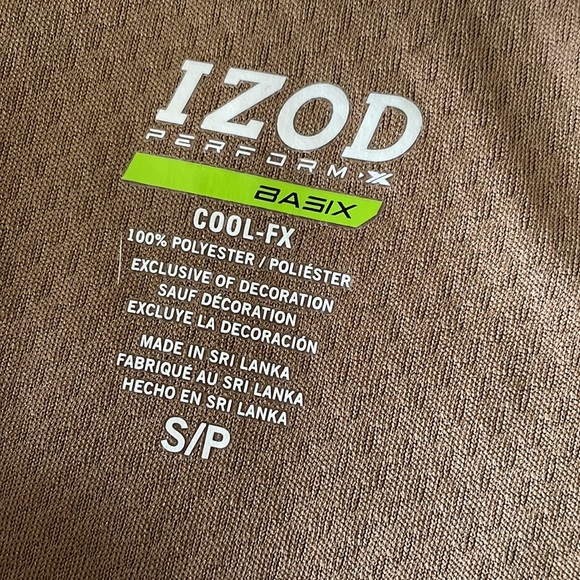 IZOD
PERFORM-X
BASIX
COOL-FX
100% POLYESTER / POLIÉSTER
EXCLUSIVE OF DECORATION
SAUF DÉCORATION
EXCLUYE LA DECORACIÓN
MADE IN SRI LANKA
FABRIQUÉ AU SRI LANKA
HECHO EN SRI LANKA
S/P